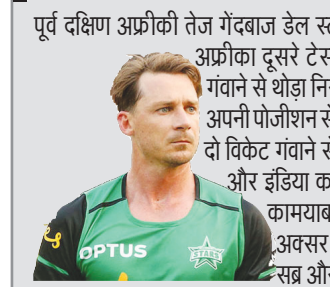 पूर्व दक्षिण अफ्रीकी तेज गेंदबाज डेल
अफ्रीका दूसरे
गंवाने से थोड़ा
अपनी पोजीशन
दो विकेट गंवाने
और इंडिया
कामयाब
अक्सर
सब्र और
OPTUS
STARS